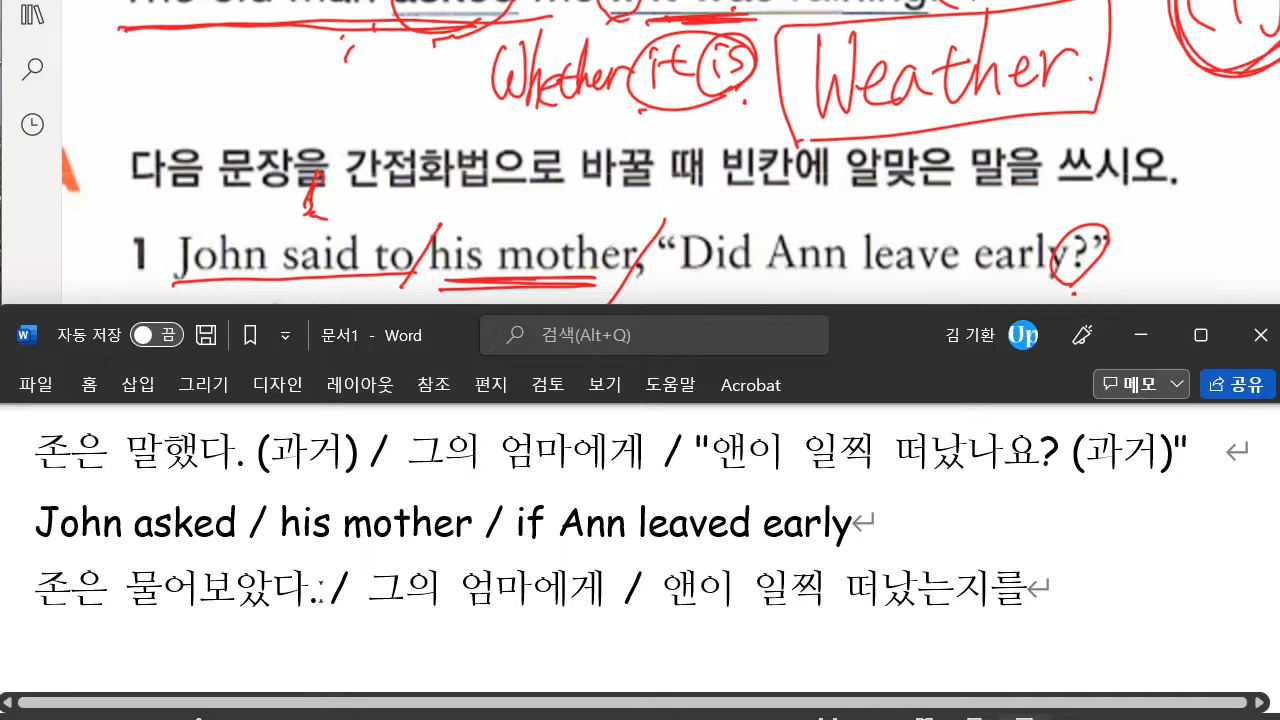 asked me if it was raining.
Whether it is
Weather.
다음 문장을 간접화법으로 바꿀 때 빈칸에 알맞은 말을 쓰시오.
1 John said to / his mother, / “Did Ann leave early?”
자동 저장 끔 문서1 - Word 검색(Alt+Q) 김 기환 Up
파일 홈 삽입 그리기 디자인 레이아웃 참조 편지 검토 보기 도움말 Acrobat 메모 공유
존은 말했다. (과거) / 그의 엄마에게 / "앤이 일찍 떠났나요? (과거)"
John asked / his mother / if Ann leaved early
존은 물어보았다.. / 그의 엄마에게 / 앤이 일찍 떠났는지를